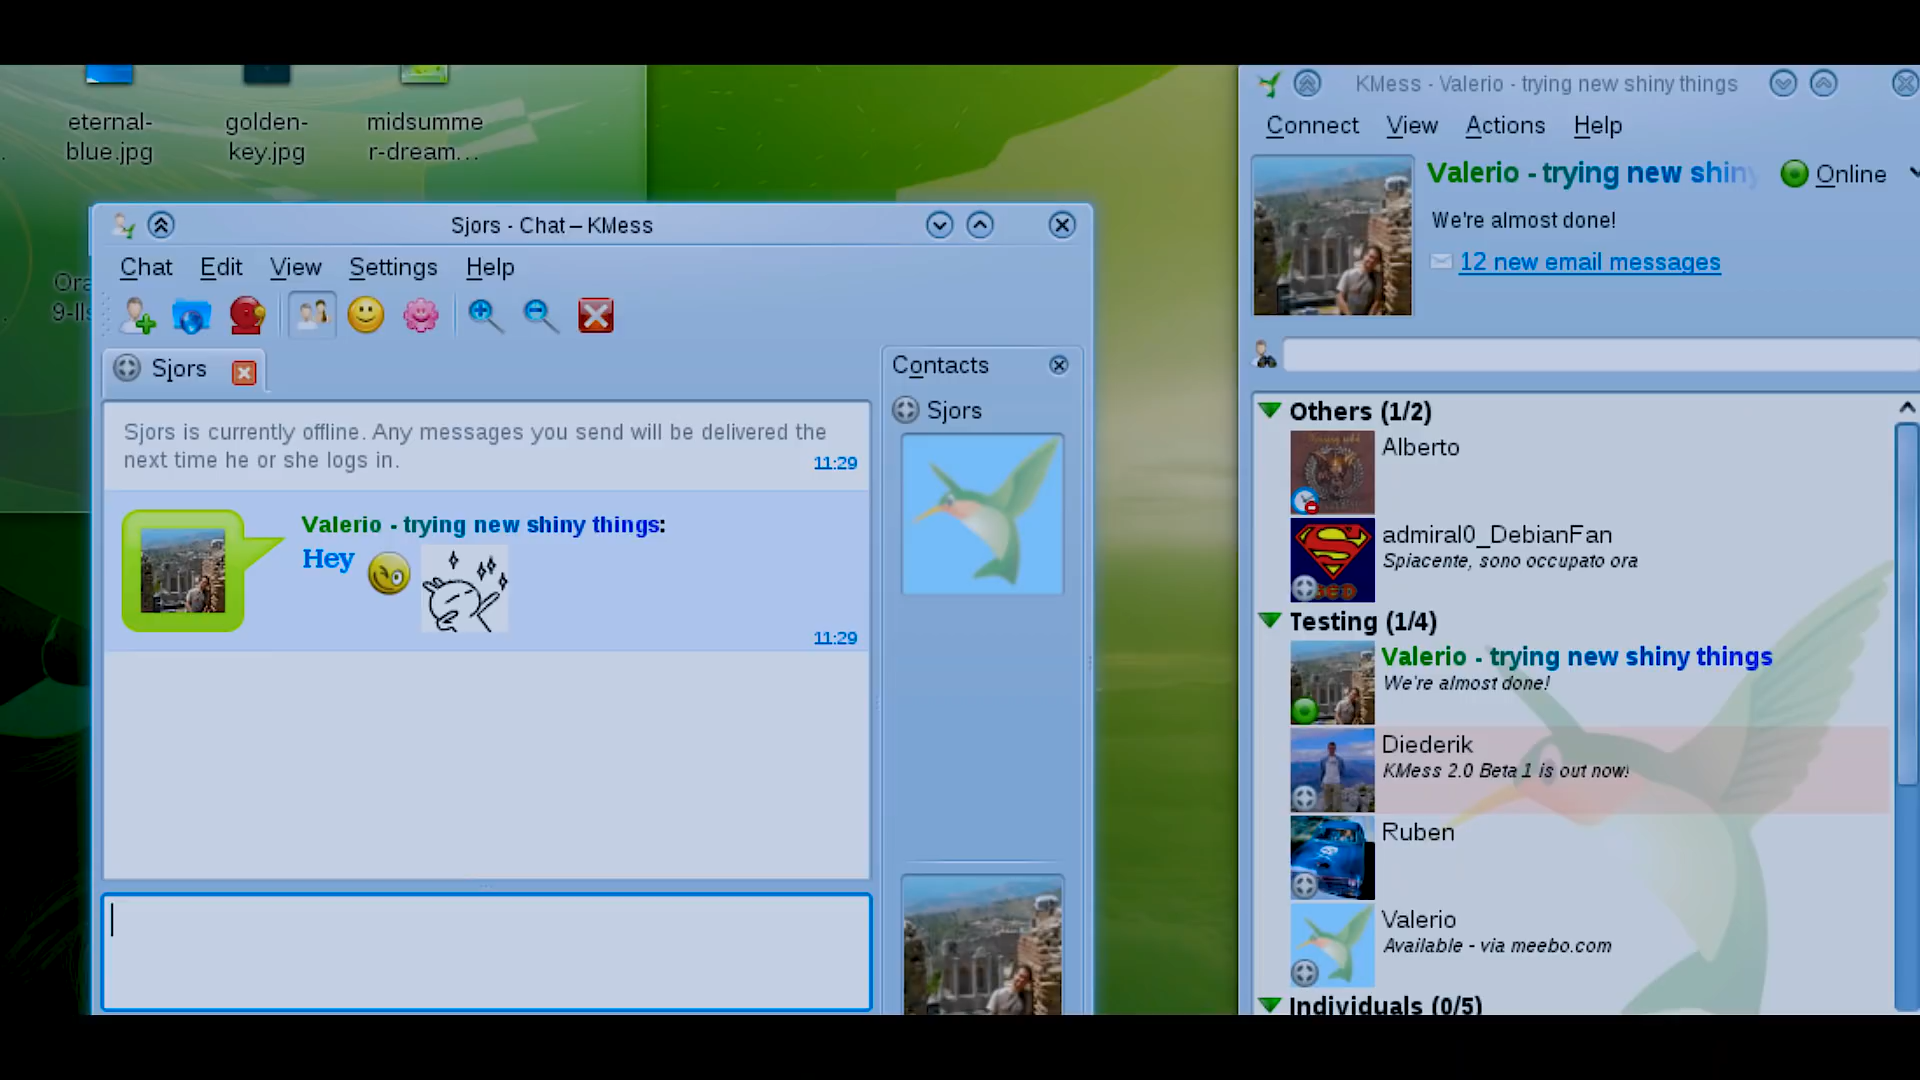 eternal-
blue.jpg
golden-
key.jpg
midsumme
r-dream...
Sjors - Chat – KMess
Chat Edit View Settings Help
Sjors
Sjors is currently offline. Any messages you send will be delivered the
next time he or she logs in.
11:29
Valerio - trying new shiny things:
Hey
11:29
Contacts
Sjors
KMess - Valerio - trying new shiny things
Connect View Actions Help
Valerio - trying new shiny
Online
We're almost done!
12 new email messages
Others (1/2)
Alberto
admiral0_DebianFan
Spiacente, sono occupato ora
Testing (1/4)
Valerio - trying new shiny things
We're almost done!
Diederik
KMess 2.0 Beta 1 is out now!
Ruben
Valerio
Available - via meebo.com
Individuals (0/5)